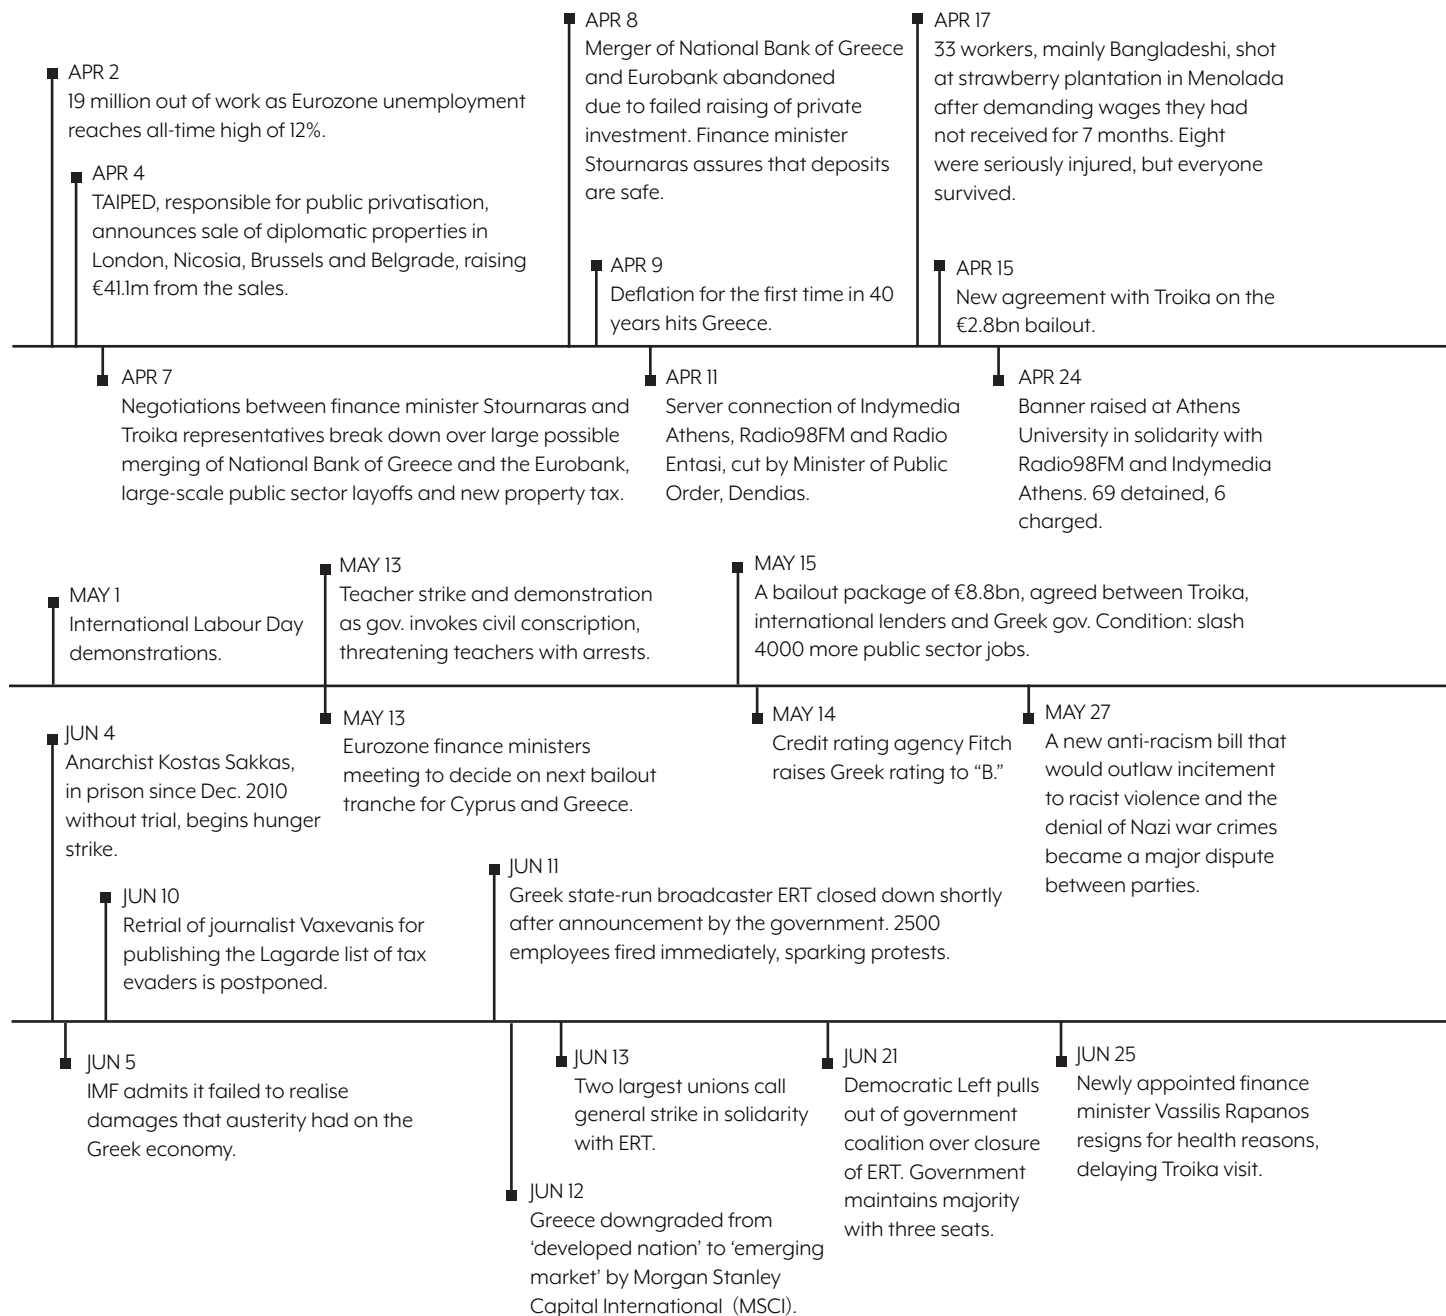 APR 2
19 million out of work as Eurozone unemployment
reaches all-time high of 12%.
APR 4
TAIPED, responsible for public privatisation,
announces sale of diplomatic properties in
London, Nicosia, Brussels and Belgrade, raising
€41.1m from the sales.
APR 8
Merger of National Bank of Greece
and Eurobank abandoned
due to failed raising of private
investment. Finance minister
Stournaras assures that deposits
are safe.
APR 9
Deflation for the first time in 40
years hits Greece.
APR 17
33 workers, mainly Bangladeshi, shot
at strawberry plantation in Menolada
after demanding wages they had
not received for 7 months. Eight
were seriously injured, but everyone
survived.
APR 15
New agreement with Troika on the
€2.8bn bailout.
APR 7
Negotiations between finance minister Stournaras and
Troika representatives break down over large possible
merging of National Bank of Greece and the Eurobank,
large-scale public sector layoffs and new property tax.
APR 11
Server connection of Indymedia
Athens, Radio98FM and Radio
Entasi, cut by Minister of Public
Order, Dendias.
APR 24
Banner raised at Athens
University in solidarity with
Radio98FM and Indymedia
Athens. 69 detained, 6
charged.
MAY 1
International Labour Day
demonstrations.
MAY 13
Teacher strike and demonstration
as gov. invokes civil conscription,
threatening teachers with arrests.
MAY 15
A bailout package of €8.8bn, agreed between Troika,
international lenders and Greek gov. Condition: slash
4000 more public sector jobs.
MAY 13
Eurozone finance ministers
meeting to decide on next bailout
tranche for Cyprus and Greece.
MAY 14
Credit rating agency Fitch
raises Greek rating to “B.”
MAY 27
A new anti-racism bill that
would outlaw incitement
to racist violence and the
denial of Nazi war crimes
became a major dispute
between parties.
JUN 4
Anarchist Kostas Sakkas,
in prison since Dec. 2010
without trial, begins hunger
strike.
JUN 10
Retrial of journalist Vaxevanis for
publishing the Lagarde list of tax
evaders is postponed.
JUN 11
Greek state-run broadcaster ERT closed down shortly
after announcement by the government. 2500
employees fired immediately, sparking protests.
JUN 5
IMF admits it failed to realise
damages that austerity had on the
Greek economy.
JUN 13
Two largest unions call
general strike in solidarity
with ERT.
JUN 12
Greece downgraded from
‘developed nation’ to ‘emerging
market’ by Morgan Stanley
Capital International (MSCI).
JUN 21
Democratic Left pulls
out of government
coalition over closure
of ERT. Government
maintains majority
with three seats.
JUN 25
Newly appointed finance
minister Vassilis Rapanos
resigns for health reasons,
delaying Troika visit.